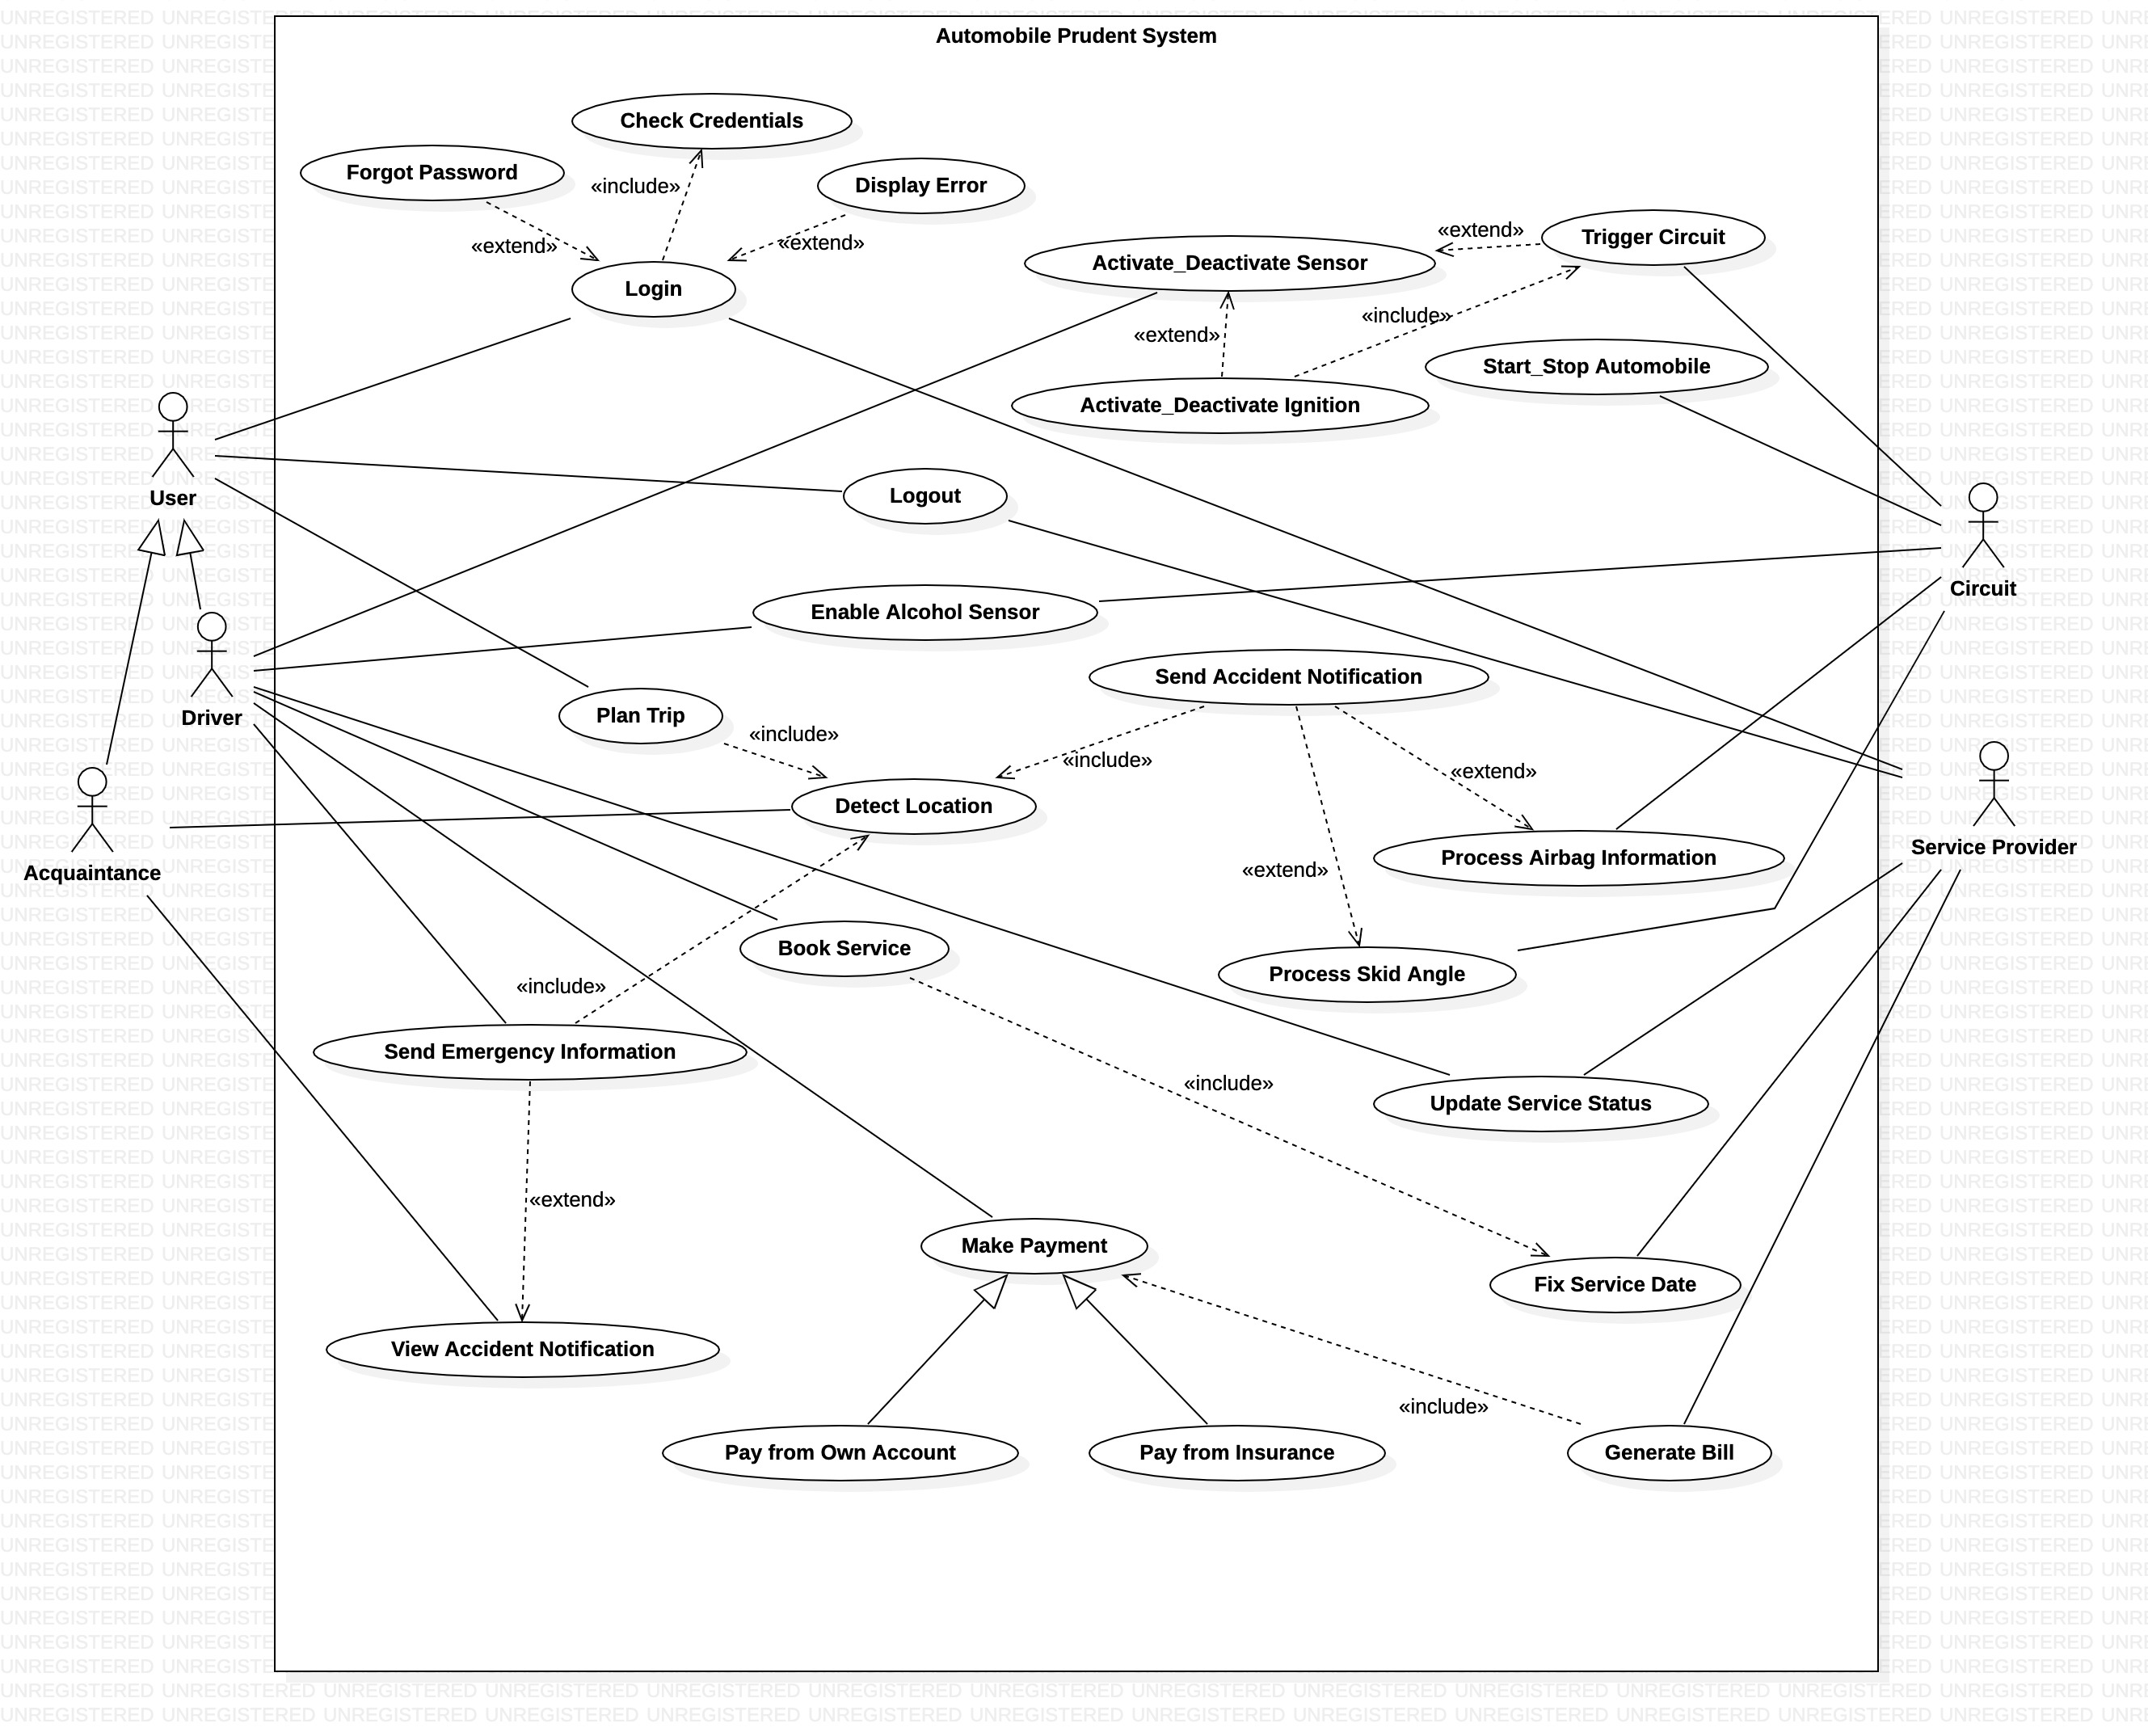 Automobile Prudent System
Check Credentials
Forgot Password
«include»
Display Error
«extend»
«extend»
Login
«extend»
Trigger Circuit
Activate_Deactivate Sensor
«include»
«extend»
Start_Stop Automobile
Activate_Deactivate Ignition
User
Logout
Circuit
Enable Alcohol Sensor
Send Accident Notification
Driver
Plan Trip
«include»
«include»
«extend»
Detect Location
Service Provider
Process Airbag Information
Acquaintance
«extend»
Book Service
Process Skid Angle
«include»
Send Emergency Information
«include»
Update Service Status
«extend»
Make Payment
Fix Service Date
View Accident Notification
«include»
Pay from Own Account
Pay from Insurance
Generate Bill
UNREGISTERED UNREGISTERED UNREGISTERED UNREGISTERED UNREGISTERED UNREGISTERED UNREGISTERED UNREGISTERED UNREGISTERED UNREGISTERED UNREGISTERED UNREGISTERED UNREGISTERED